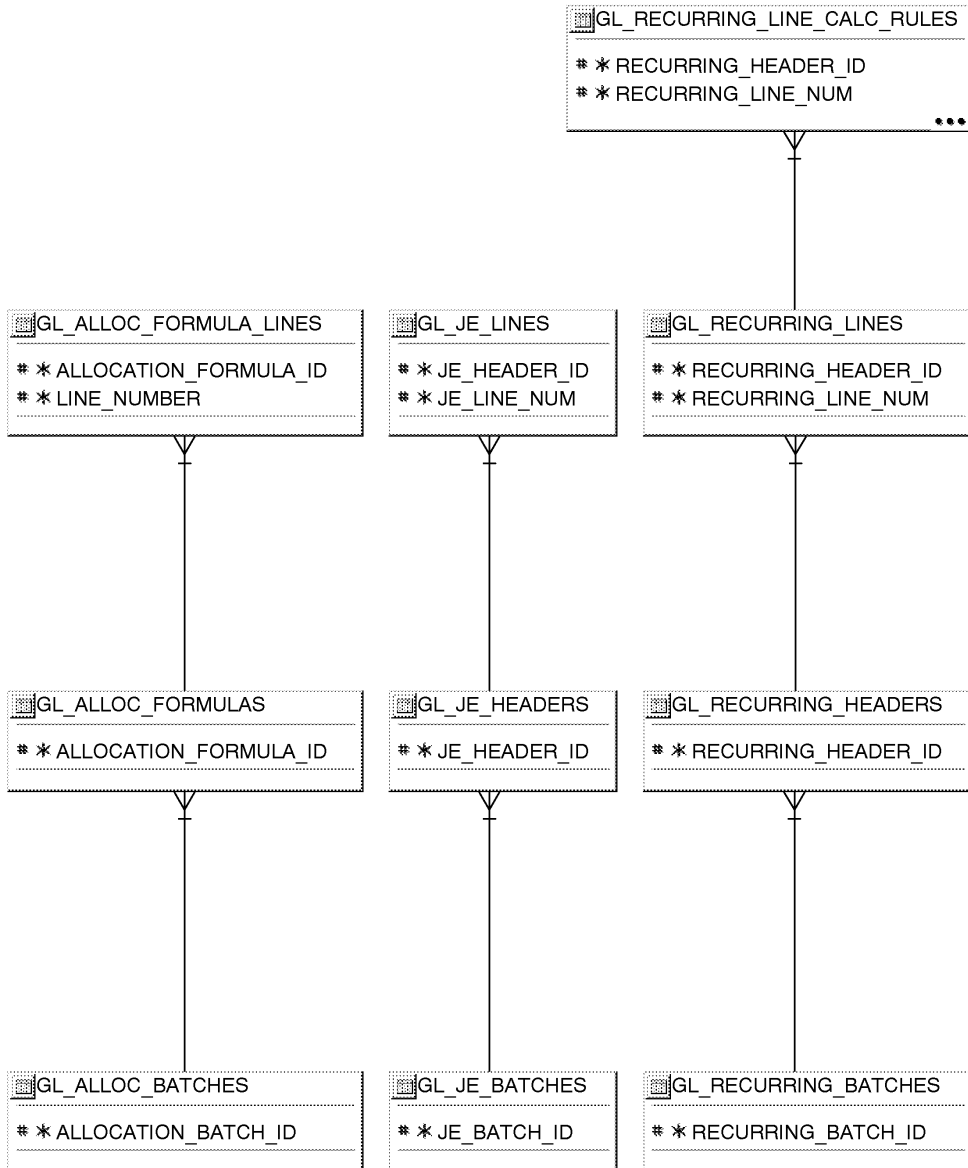 GL_RECURRING_LINE_CALC_RULES
# * RECURRING_HEADER_ID
# * RECURRING_LINE_NUM
•••
GL_ALLOC_FORMULA_LINES
# * ALLOCATION_FORMULA_ID
# * LINE_NUMBER
GL_JE_LINES
# * JE_HEADER_ID
# * JE_LINE_NUM
GL_RECURRING_LINES
# * RECURRING_HEADER_ID
# * RECURRING_LINE_NUM
GL_ALLOC_FORMULAS
# * ALLOCATION_FORMULA_ID
GL_JE_HEADERS
# * JE_HEADER_ID
GL_RECURRING_HEADERS
# * RECURRING_HEADER_ID
GL_ALLOC_BATCHES
# * ALLOCATION_BATCH_ID
GL_JE_BATCHES
# * JE_BATCH_ID
GL_RECURRING_BATCHES
# * RECURRING_BATCH_ID